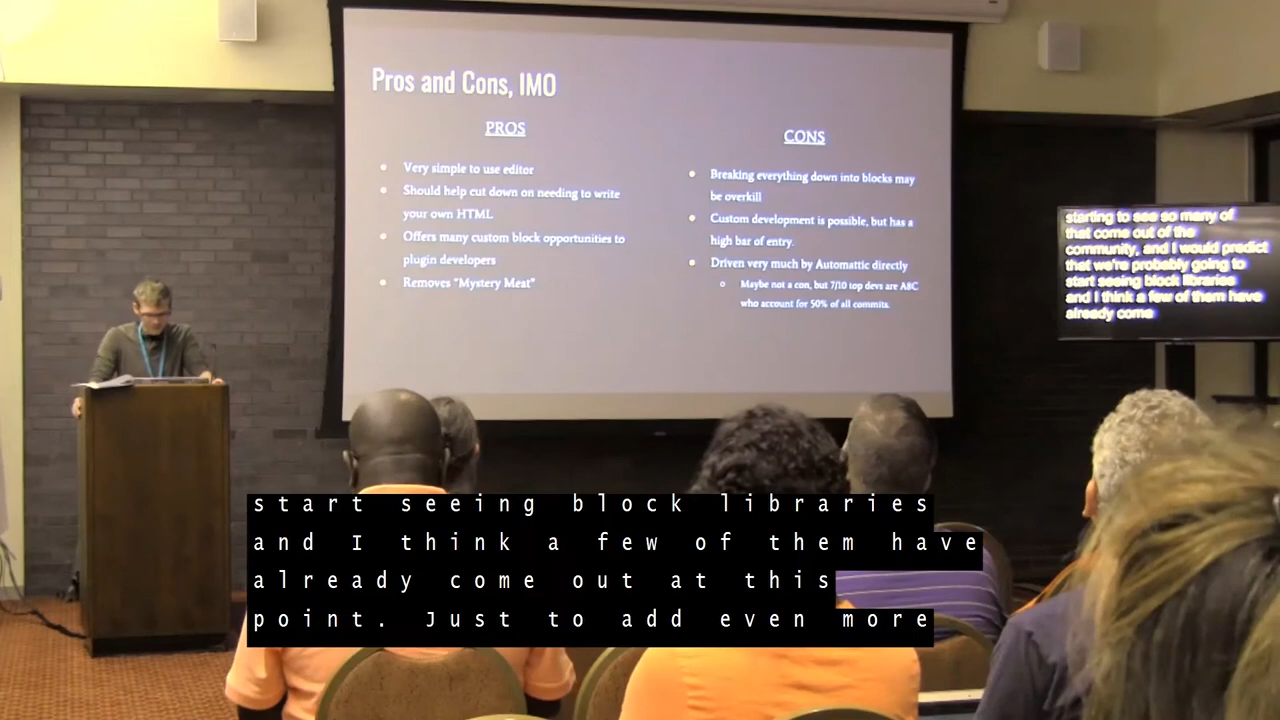 Pros and Cons, IMO
PROS
Very simple to use editor
Should help cut down on needing to write
your own HTML
Offers many custom block opportunities to
plugin developers
Removes “Mystery Meat”
CONS
Breaking everything down into blocks may
be overkill
Custom development is possible, but has a
high bar of entry.
Driven very much by Automattic directly
Maybe not a con, but 7/10 top devs are A8C
who account for 50% of all commits.
starting to see so many of
that come out of the
community, and I would predict
that we're probably going to
start seeing block libraries
and I think a few of them have
already come
start seeing block libraries
and I think a few of them have
already come out at this
point. Just to add even more